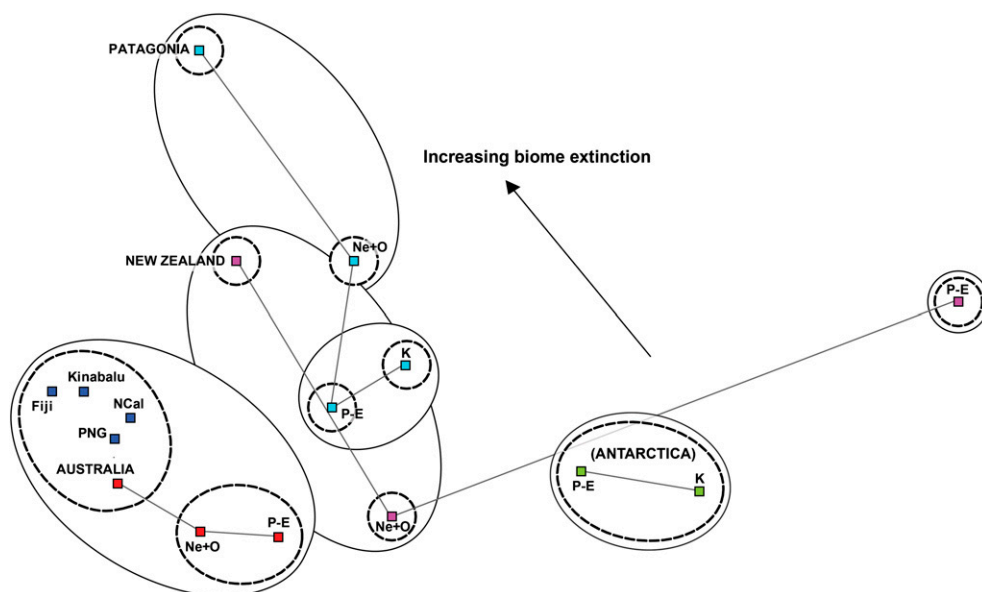 PATAGONIA
Increasing biome extinction
Ne+O
NEW ZEALAND
P-E
K
P-E
Kinabalu
Fiji
NCal
PNG
AUSTRALIA
(ANTARCTICA)
P-E
K
Ne+O
P-E
Ne+O